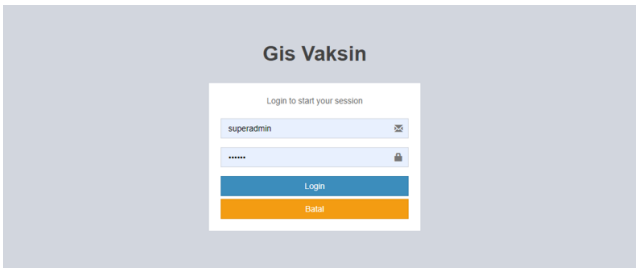 Gis Vaksin
Login to start your session
superadmin
••••••
Login
Batal